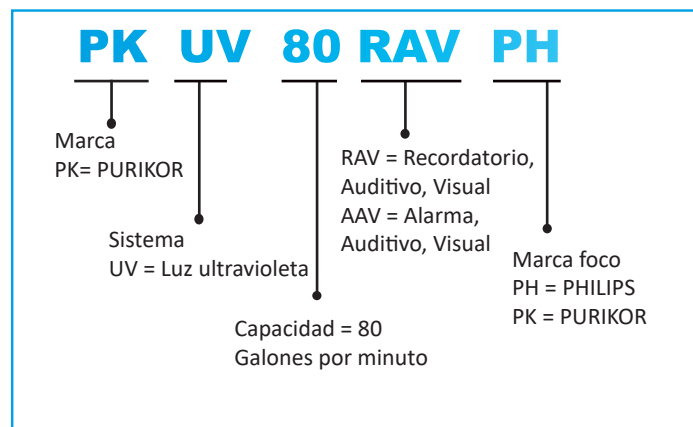 PK UV 80 RAV PH
Marca
PK= PURIKOR
Sistema
UV = Luz ultravioleta
Capacidad = 80
Galones por minuto
RAV = Recordatorio,
Auditivo, Visual
AAV = Alarma,
Auditivo, Visual
Marca foco
PH = PHILIPS
PK = PURIKOR